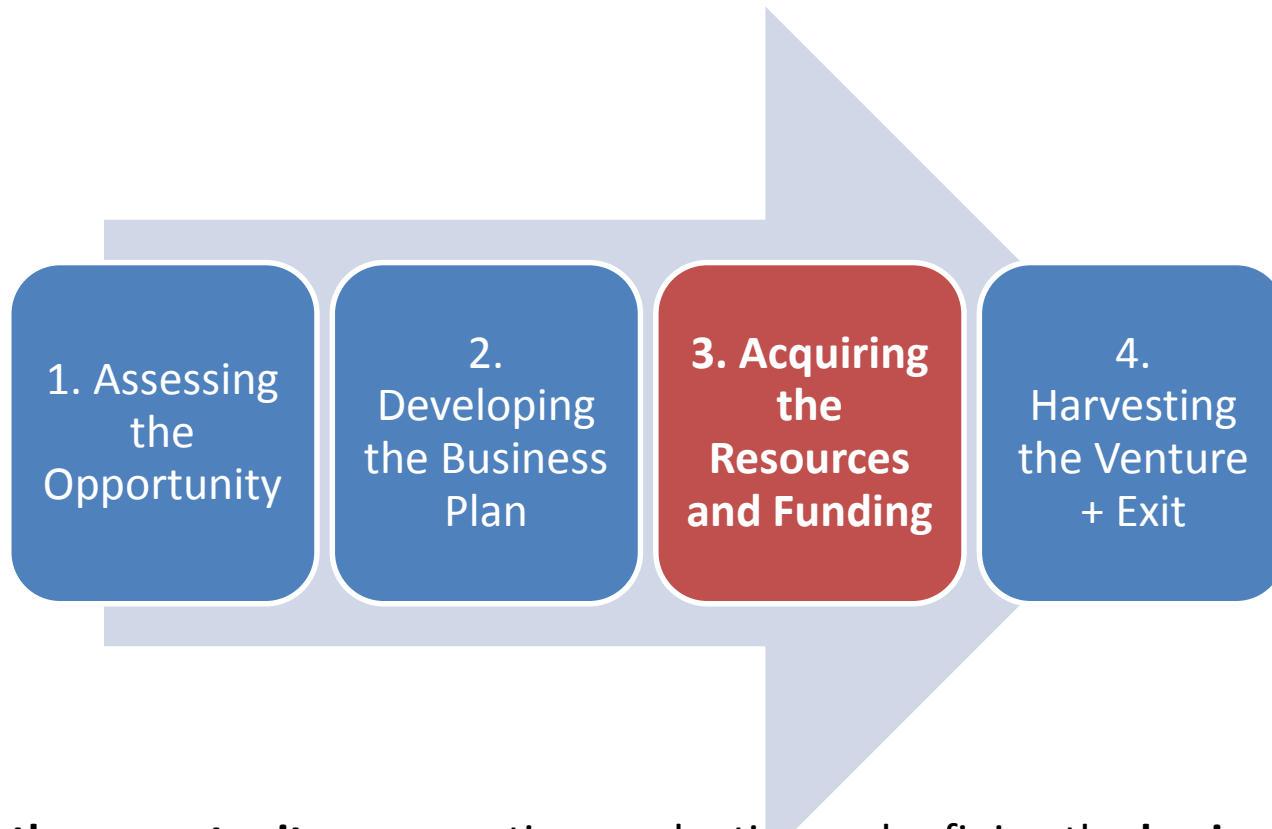 1. Assessing
the
Opportunity
2.
Developing
the Business
Plan
3. Acquiring
the
Resources
and Funding
4.
Harvesting
the Venture
+ Exit